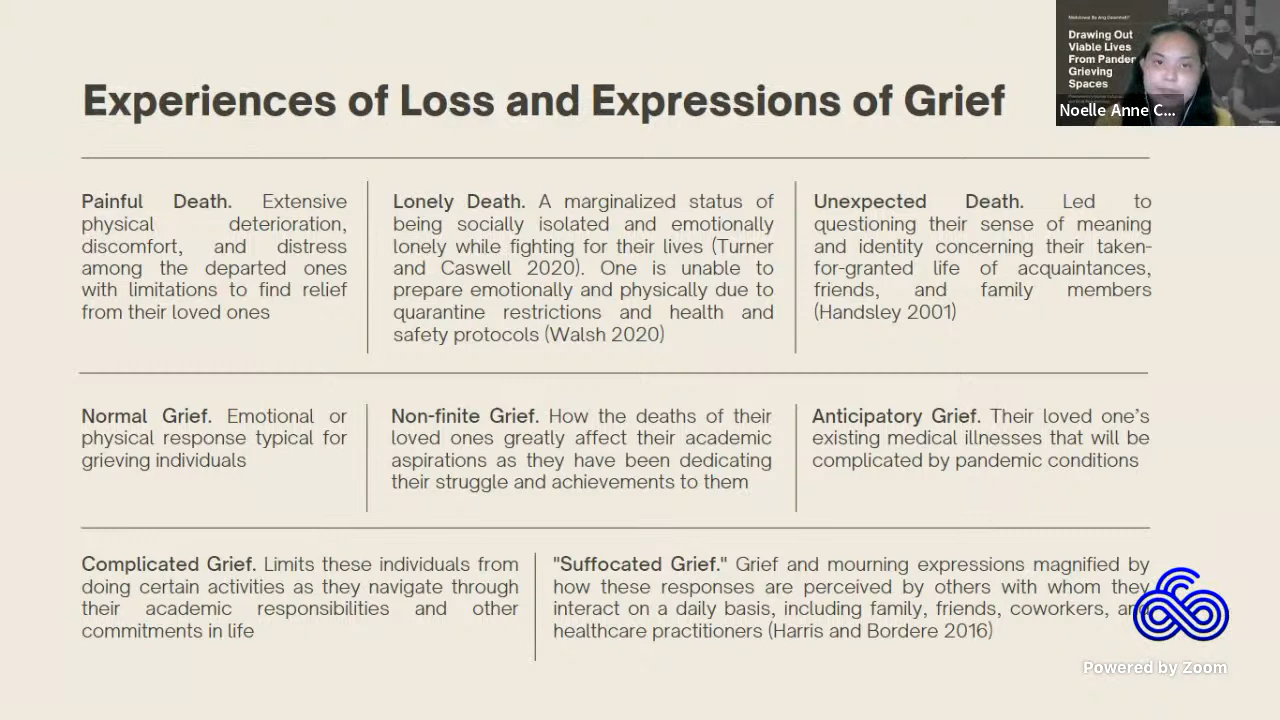 Experiences of Loss and Expressions of Grief
Painful Death. Extensive
physical deterioration,
discomfort, and distress
among the departed ones
with limitations to find relief
from their loved ones
Lonely Death. A marginalized status of
being socially isolated and emotionally
lonely while fighting for their lives (Turner
and Caswell 2020). One is unable to
prepare emotionally and physically due to
quarantine restrictions and health and
safety protocols (Walsh 2020)
Unexpected Death. Led to
questioning their sense of meaning
and identity concerning their taken-
for-granted life of acquaintances,
friends, and family members
(Handsley 2001)
Normal Grief. Emotional or
physical response typical for
grieving individuals
Non-finite Grief. How the deaths of their
loved ones greatly affect their academic
aspirations as they have been dedicating
their struggle and achievements to them
Anticipatory Grief. Their loved one's
existing medical illnesses that will be
complicated by pandemic conditions
Complicated Grief. Limits these individuals from
doing certain activities as they navigate through
their academic responsibilities and other
commitments in life
"Suffocated Grief." Grief and mourning expressions magnified by
how these responses are perceived by others with whom they
interact on a daily basis, including family, friends, coworkers, and
healthcare practitioners (Harris and Bordere 2016)
Drawing Out
Viable Lives
From Pandem
Grieving
Spaces
Noelle Anne C...
Powered by Zoom